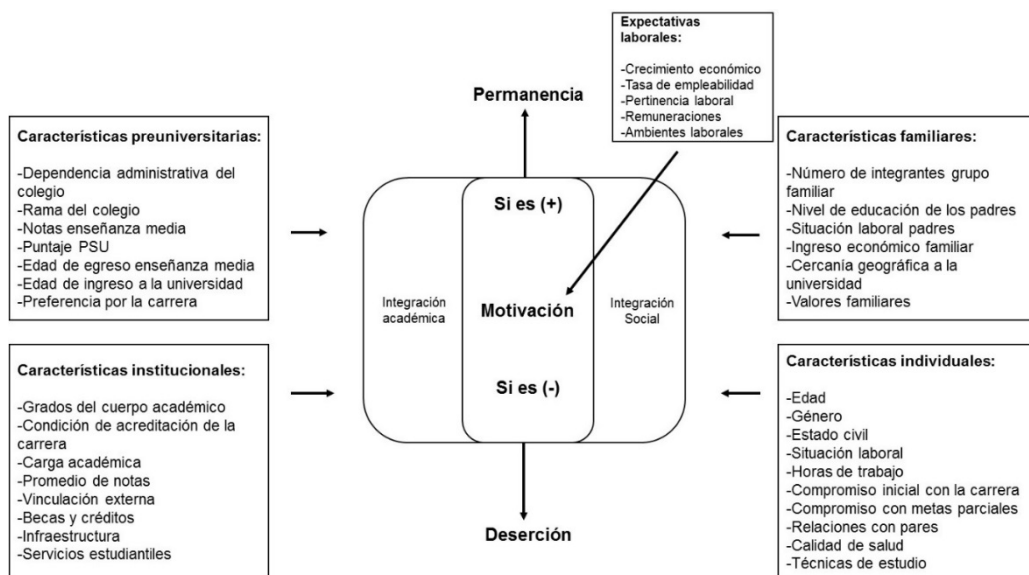 Expectativas
laborales:
-Crecimiento económico
-Tasa de empleabilidad
-Pertinencia laboral
-Remuneraciones
-Ambientes laborales
Permanencia
Características preuniversitarias:
-Dependencia administrativa del
colegio
-Rama del colegio
-Notas enseñanza media
-Puntaje PSU
-Edad de egreso enseñanza media
-Edad de ingreso a la universidad
-Preferencia por la carrera
Características familiares:
-Número de integrantes grupo
familiar
-Nivel de educación de los padres
-Situación laboral padres
-Ingreso económico familiar
-Cercanía geográfica a la
universidad
-Valores familiares
Si es (+)
Integración
académica
Motivación
Integración
Social
Si es (-)
Características institucionales:
-Grados del cuerpo académico
-Condición de acreditación de la
carrera
-Carga académica
-Promedio de notas
-Vinculación externa
-Becas y créditos
-Infraestructura
-Servicios estudiantiles
Características individuales:
-Edad
-Género
-Estado civil
-Situación laboral
-Horas de trabajo
-Compromiso inicial con la carrera
-Compromiso con metas parciales
-Relaciones con pares
-Calidad de salud
-Técnicas de estudio
Deserción